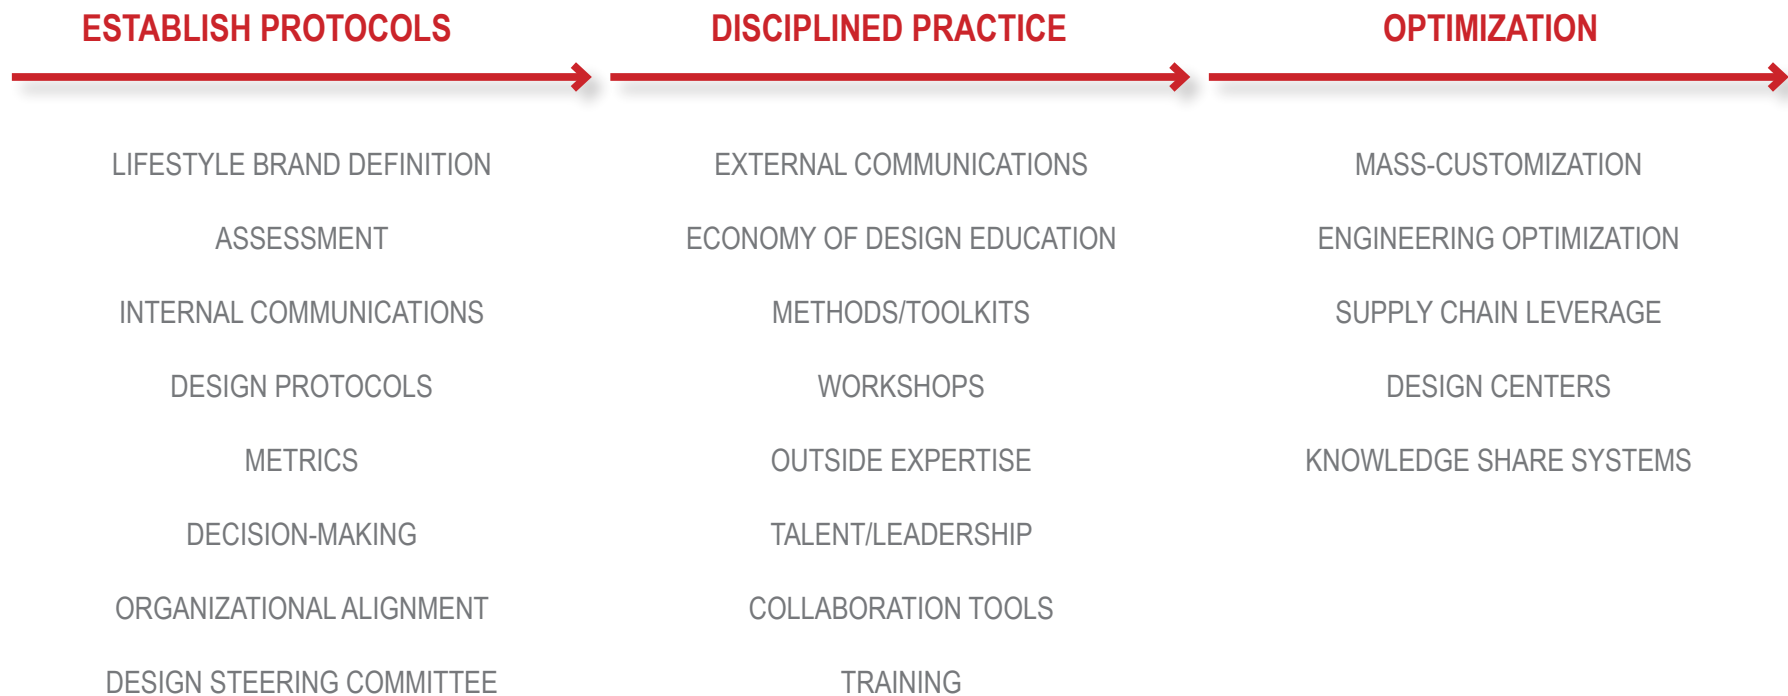 ESTABLISH PROTOCOLS
LIFESTYLE BRAND DEFINITION
ASSESSMENT
INTERNAL COMMUNICATIONS
DESIGN PROTOCOLS
METRICS
DECISION-MAKING
ORGANIZATIONAL ALIGNMENT
DESIGN STEERING COMMITTEE
DISCIPLINED PRACTICE
EXTERNAL COMMUNICATIONS
ECONOMY OF DESIGN EDUCATION
METHODS/TOOLKITS
WORKSHOPS
OUTSIDE EXPERTISE
TALENT/LEADERSHIP
COLLABORATION TOOLS
TRAINING
OPTIMIZATION
MASS-CUSTOMIZATION
ENGINEERING OPTIMIZATION
SUPPLY CHAIN LEVERAGE
DESIGN CENTERS
KNOWLEDGE SHARE SYSTEMS